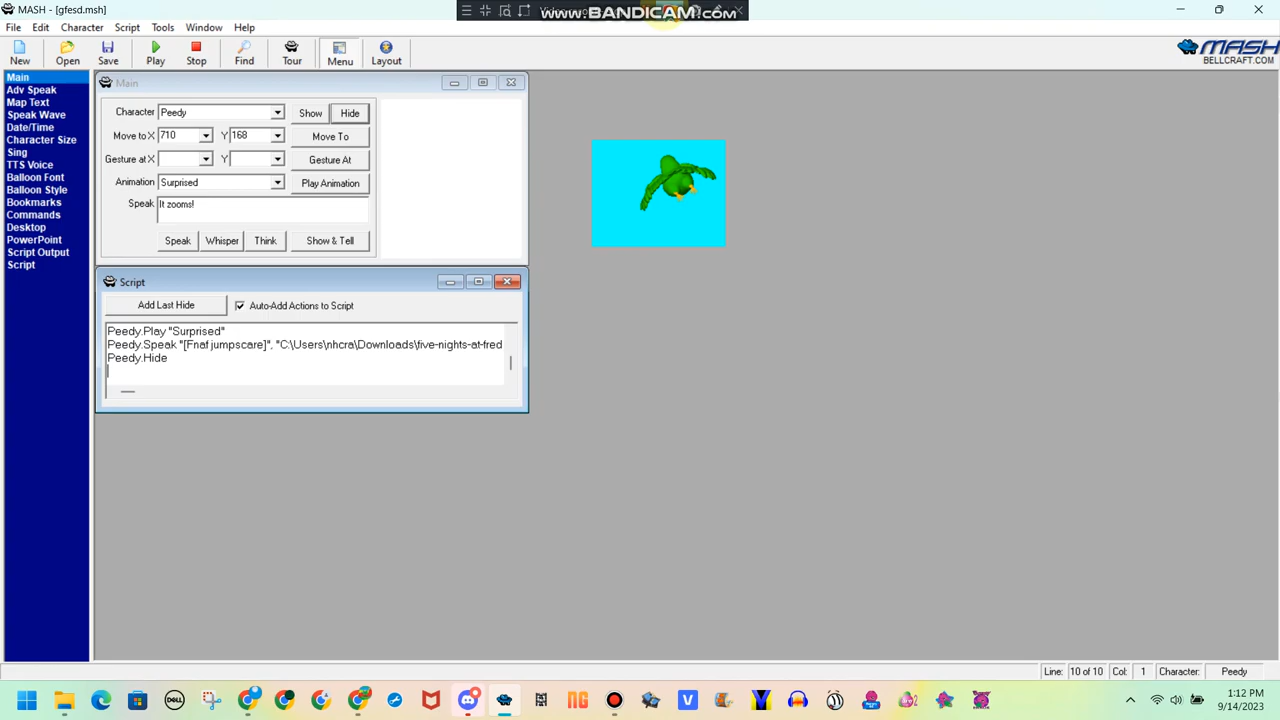 MASH - [gfesd.msh]
www.BANDICAM.com
File Edit Character Script Tools Window Help
New Open Save Play Stop Find Tour Menu Layout
MASH
BELLCRAFT.COM
Main
Adv Speak
Map Text
Speak Wave
Date/Time
Character Size
Sing
TTS Voice
Balloon Font
Balloon Style
Bookmarks
Commands
Desktop
PowerPoint
Script Output
Script
Main
Character Peedy Show Hide
Move to X 710 Y 168 Move To
Gesture at X Y Gesture At
Animation Surprised Play Animation
Speak It zooms!
Speak Whisper Think Show & Tell
Script
Add Last Hide Auto-Add Actions to Script
Peedy.Play "Surprised"
Peedy.Speak "[Fnaf jumpscare]", "C:\Users\nhcra\Downloads\five-nights-at-fred
Peedy.Hide
Line: 10 of 10 Col: 1 Character: Peedy
DELL NG V
1:12 PM
9/14/2023